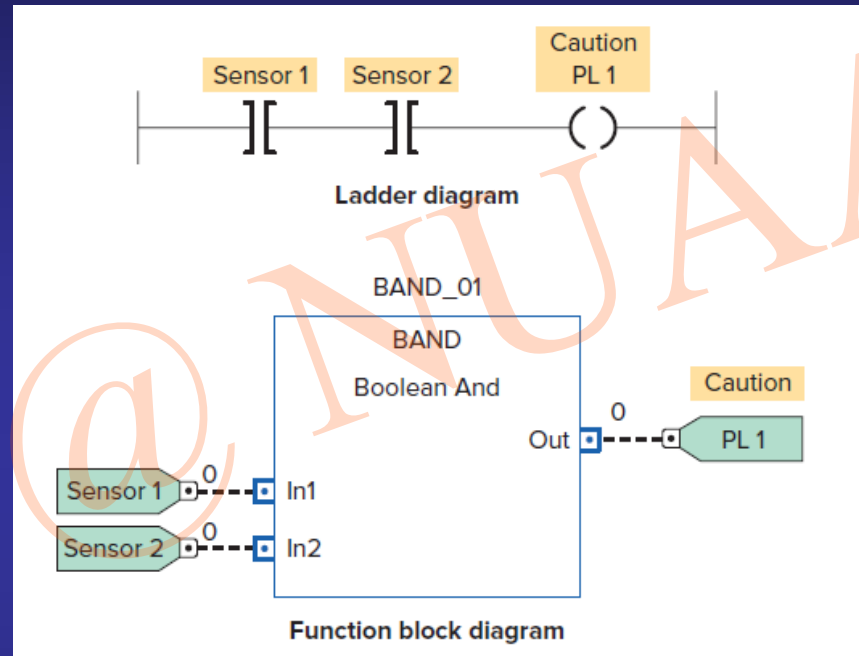 Caution
Sensor 1 Sensor 2 PL 1
Ladder diagram
BAND_01
BAND
Boolean And
Caution
0
Out PL 1
0
Sensor 1 In1
0
Sensor 2 In2
Function block diagram
@ NUAA